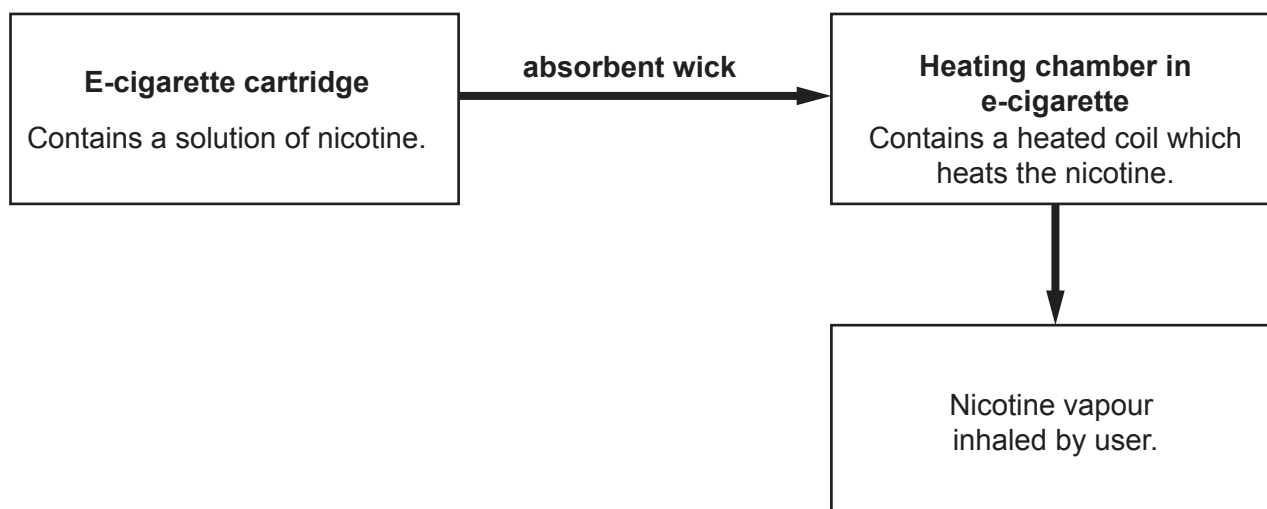 E-cigarette cartridge
Contains a solution of nicotine.
absorbent wick
Heating chamber in
e-cigarette
Contains a heated coil which
heats the nicotine.
Nicotine vapour
inhaled by user.